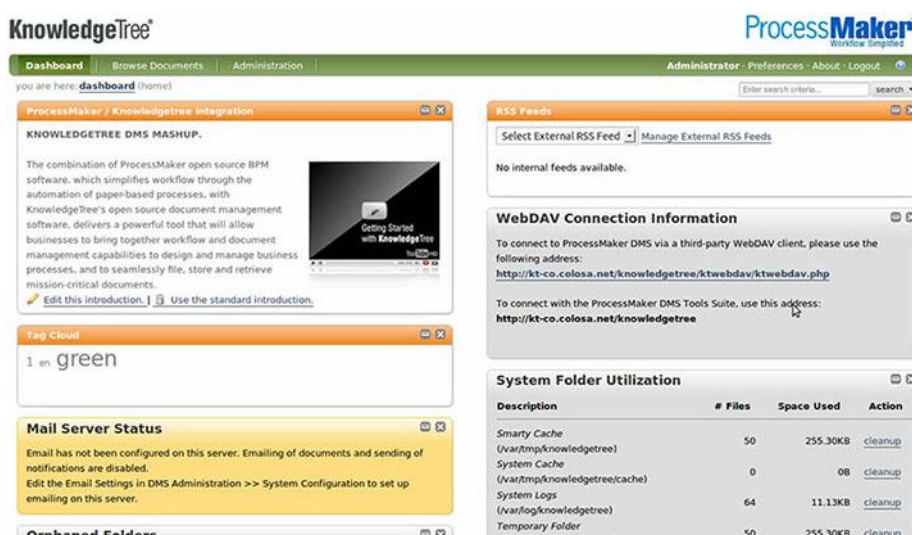 KnowledgeTree®
ProcessMaker
Workflow Simplified
Dashboard Browse Documents Administration
Administrator · Preferences · About · Logout
you are here: dashboard (home)
Enter search criteria... search
ProcessMaker / Knowledgetree integration
KNOWLEDGETREE DMS MASHUP.
The combination of ProcessMaker open source BPM
software, which simplifies workflow through the
automation of paper-based processes, with
KnowledgeTree's open source document management
software, delivers a powerful tool that will allow
businesses to bring together workflow and document
management capabilities to design and manage business
processes, and to seamlessly file, store and retrieve
mission-critical documents.
Getting Started
with KnowledgeTree
Edit this introduction. | Use the standard introduction.
Tag Cloud
1 en green
Mail Server Status
Email has not been configured on this server. Emailing of documents and sending of
notifications are disabled.
Edit the Email Settings in DMS Administration >> System Configuration to set up
emailing on this server.
Orphaned Folders
RSS Feeds
Select External RSS Feed Manage External RSS Feeds
No internal feeds available.
WebDAV Connection Information
To connect to ProcessMaker DMS via a third-party WebDAV client, please use the
following address:
http://kt-co.colosa.net/knowledgetree/ktwebdav/ktwebdav.php
To connect with the ProcessMaker DMS Tools Suite, use this address:
http://kt-co.colosa.net/knowledgetree
System Folder Utilization
Description # Files Space Used Action
Smarty Cache
(/var/tmp/knowledgetree) 50 255.30KB cleanup
System Cache
(/var/tmp/knowledgetree/cache) 0 0B cleanup
System Logs
(/var/log/knowledgetree) 64 11.13KB cleanup
Temporary Folder
50 255.30KB cleanup